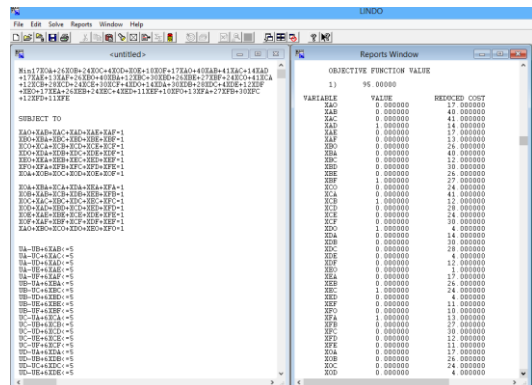 LINDO
File Edit Solve Reports Window Help
<untitled>
Min17XOA+26XOB+24XOC+4XOD+XOE+10XOF+17XAO+40XAB+41XAC+14XAD
+17XAE+13XAF+26XBO+40XBA+12XBC+30XBD+26XBE+27XBF+24XCO+41XCA
+12XCB+28XCD+24XCE+30XCF+4XDO+14XDA+30XDB+28XDC+4XDE+12XDF
+XEO+17XEA+26XEB+24XEC+4XED+11XEF+10XFO+13XFA+27XFB+30XFC
+12XFD+11XFE
SUBJECT TO
XAO+XAB+XAC+XAD+XAE+XAF=1
XBO+XBA+XBC+XBD+XBE+XBF=1
XCO+XCA+XCB+XCD+XCE+XCF=1
XDO+XDA+XDB+XDC+XDE+XDF=1
XEO+XEA+XEB+XEC+XED+XEF=1
XFO+XFA+XFB+XFC+XFD+XFE=1
XOA+XOB+XOC+XOD+XOE+XOF=1
XOA+XBA+XCA+XDA+XEA+XFA=1
XOB+XAB+XCB+XDB+XEB+XFB=1
XOC+XAC+XBC+XDC+XEC+XFC=1
XOD+XAD+XBD+XCD+XED+XFD=1
XOE+XAE+XBE+XCE+XDE+XFE=1
XOF+XAF+XBF+XCF+XDF+XEF=1
XAO+XBO+XCO+XDO+XEO+XFO=1
UA-UB+6XAB<=5
UA-UC+6XAC<=5
UA-UD+6XAD<=5
UA-UE+6XAE<=5
UA-UF+6XAF<=5
UB-UA+6XBA<=5
UB-UC+6XBC<=5
UB-UD+6XBD<=5
UB-UE+6XBE<=5
UB-UF+6XBF<=5
UC-UA+6XCA<=5
UC-UB+6XCB<=5
UC-UD+6XCD<=5
UC-UE+6XCE<=5
UC-UF+6XCF<=5
UD-UA+6XDA<=5
UD-UB+6XDB<=5
UD-UC+6XDC<=5
UD-UE+6XDE<=5
Reports Window
OBJECTIVE FUNCTION VALUE
1) 95.00000
VARIABLE VALUE REDUCED COST
XAO 0.000000 17.000000
XAB 0.000000 40.000000
XAC 0.000000 41.000000
XAD 1.000000 14.000000
XAE 0.000000 17.000000
XAF 0.000000 13.000000
XBO 0.000000 26.000000
XBA 0.000000 40.000000
XBC 0.000000 12.000000
XBD 0.000000 30.000000
XBE 0.000000 26.000000
XBF 1.000000 27.000000
XCO 0.000000 24.000000
XCA 0.000000 41.000000
XCB 1.000000 12.000000
XCD 0.000000 28.000000
XCE 0.000000 24.000000
XCF 0.000000 30.000000
XDO 1.000000 4.000000
XDA 0.000000 14.000000
XDB 0.000000 30.000000
XDC 0.000000 28.000000
XDE 0.000000 4.000000
XDF 0.000000 12.000000
XEO 0.000000 1.000000
XEA 0.000000 17.000000
XEB 0.000000 26.000000
XEC 1.000000 24.000000
XED 0.000000 4.000000
XEF 0.000000 11.000000
XFO 0.000000 10.000000
XFA 1.000000 13.000000
XFB 0.000000 27.000000
XFC 0.000000 30.000000
XFD 0.000000 12.000000
XFE 0.000000 11.000000
XOA 0.000000 17.000000
XOB 0.000000 26.000000
XOC 0.000000 24.000000
XOD 0.000000 4.000000